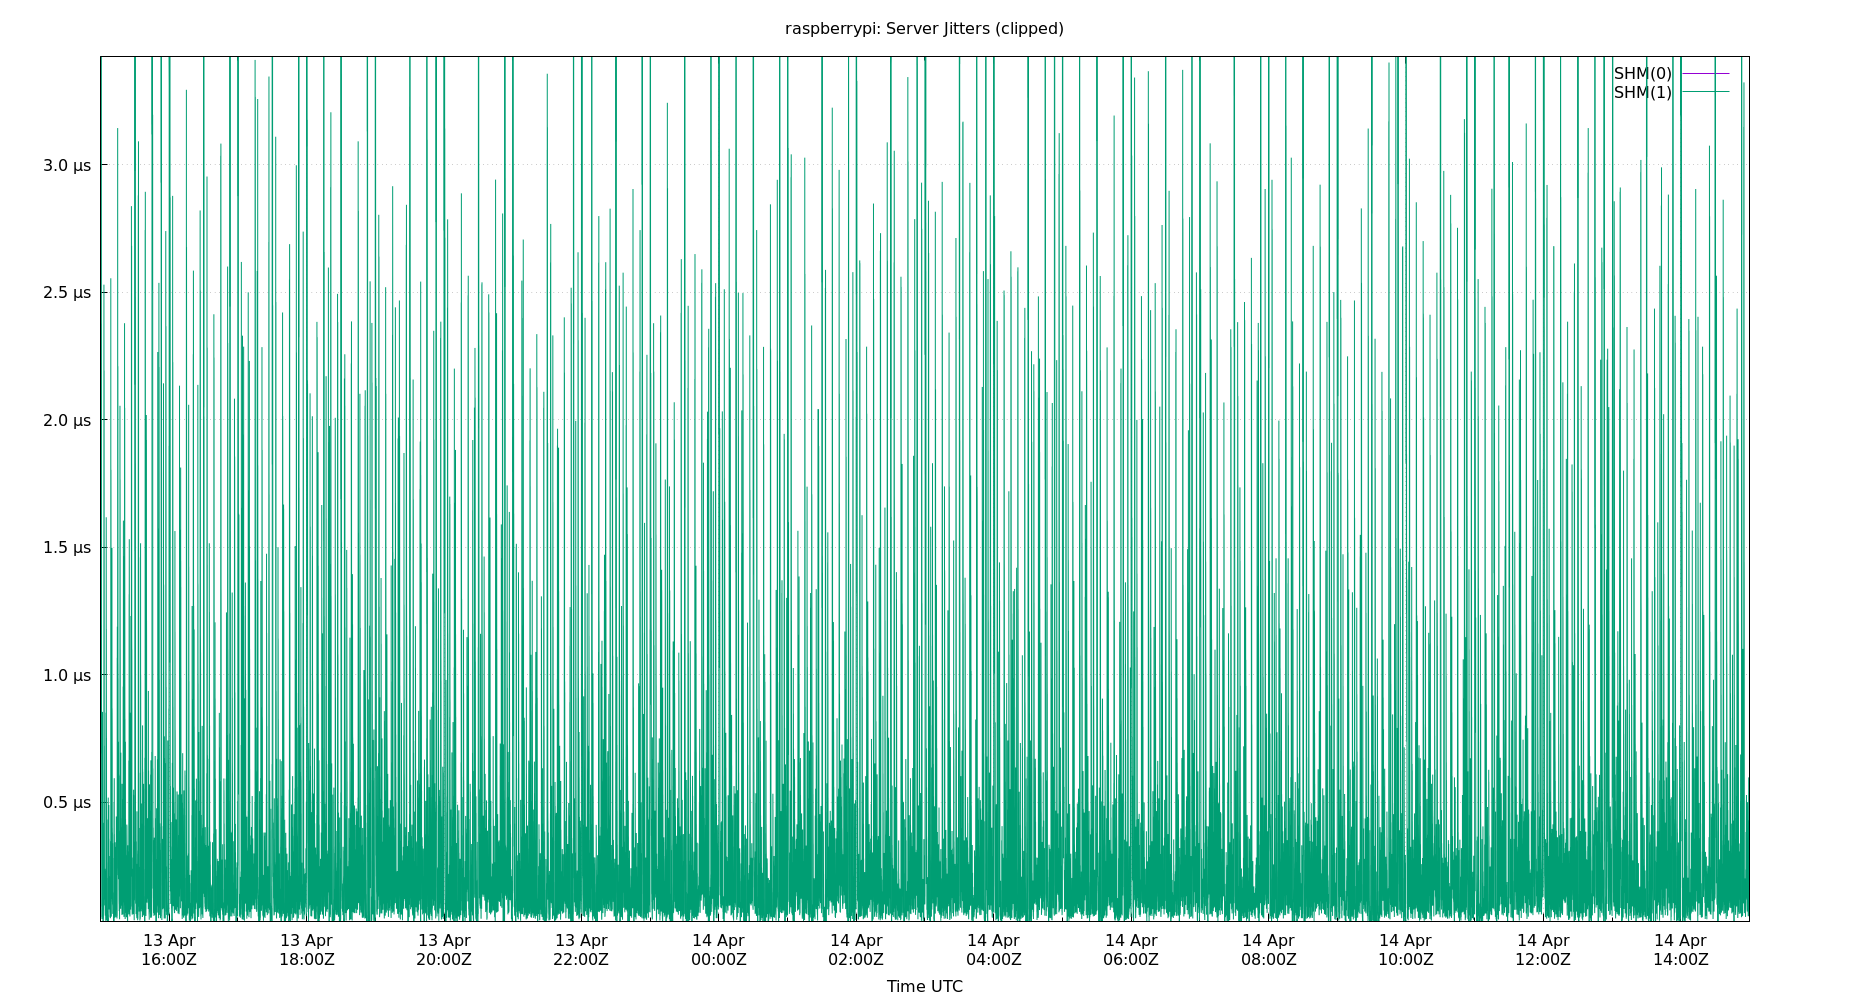 raspberrypi: Server Jitters (clipped)
SHM(0)
SHM(1)
3.0 µs
2.5 µs
2.0 µs
1.5 µs
1.0 µs
0.5 µs
13 Apr 13 Apr 13 Apr 13 Apr 14 Apr 14 Apr 14 Apr 14 Apr 14 Apr 14 Apr 14 Apr 14 Apr
16:00Z 18:00Z 20:00Z 22:00Z 00:00Z 02:00Z 04:00Z 06:00Z 08:00Z 10:00Z 12:00Z 14:00Z
Time UTC